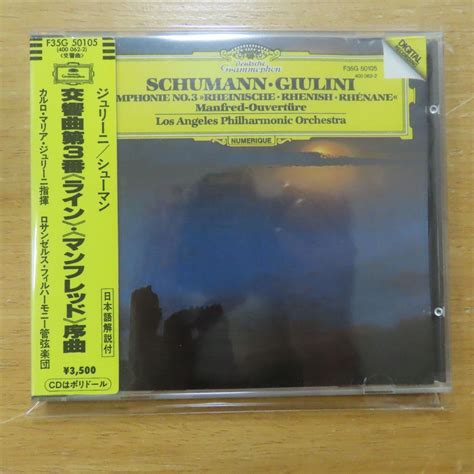 F35G 50105
(400 062-2)
〈交響曲〉
ジュリーニ／シューマン
交響曲第3番〈ライン〉・〈マンフレッド〉序曲
カルロ・マリア・ジュリーニ指揮 ロサンゼルス・フィルハーモニー管弦楽団
日本語解説付
¥3,500
CDはポリドール
Deutsche
Grammophon
F35G 50105
400 062-2
DIGITAL
SCHUMANN·GIULINI
MPHONIE NO.3 »RHEINISCHE·RHENISH·RHÉNANE«
Manfred-Ouvertüre
Los Angeles Philharmonic Orchestra
NUMERIQUE